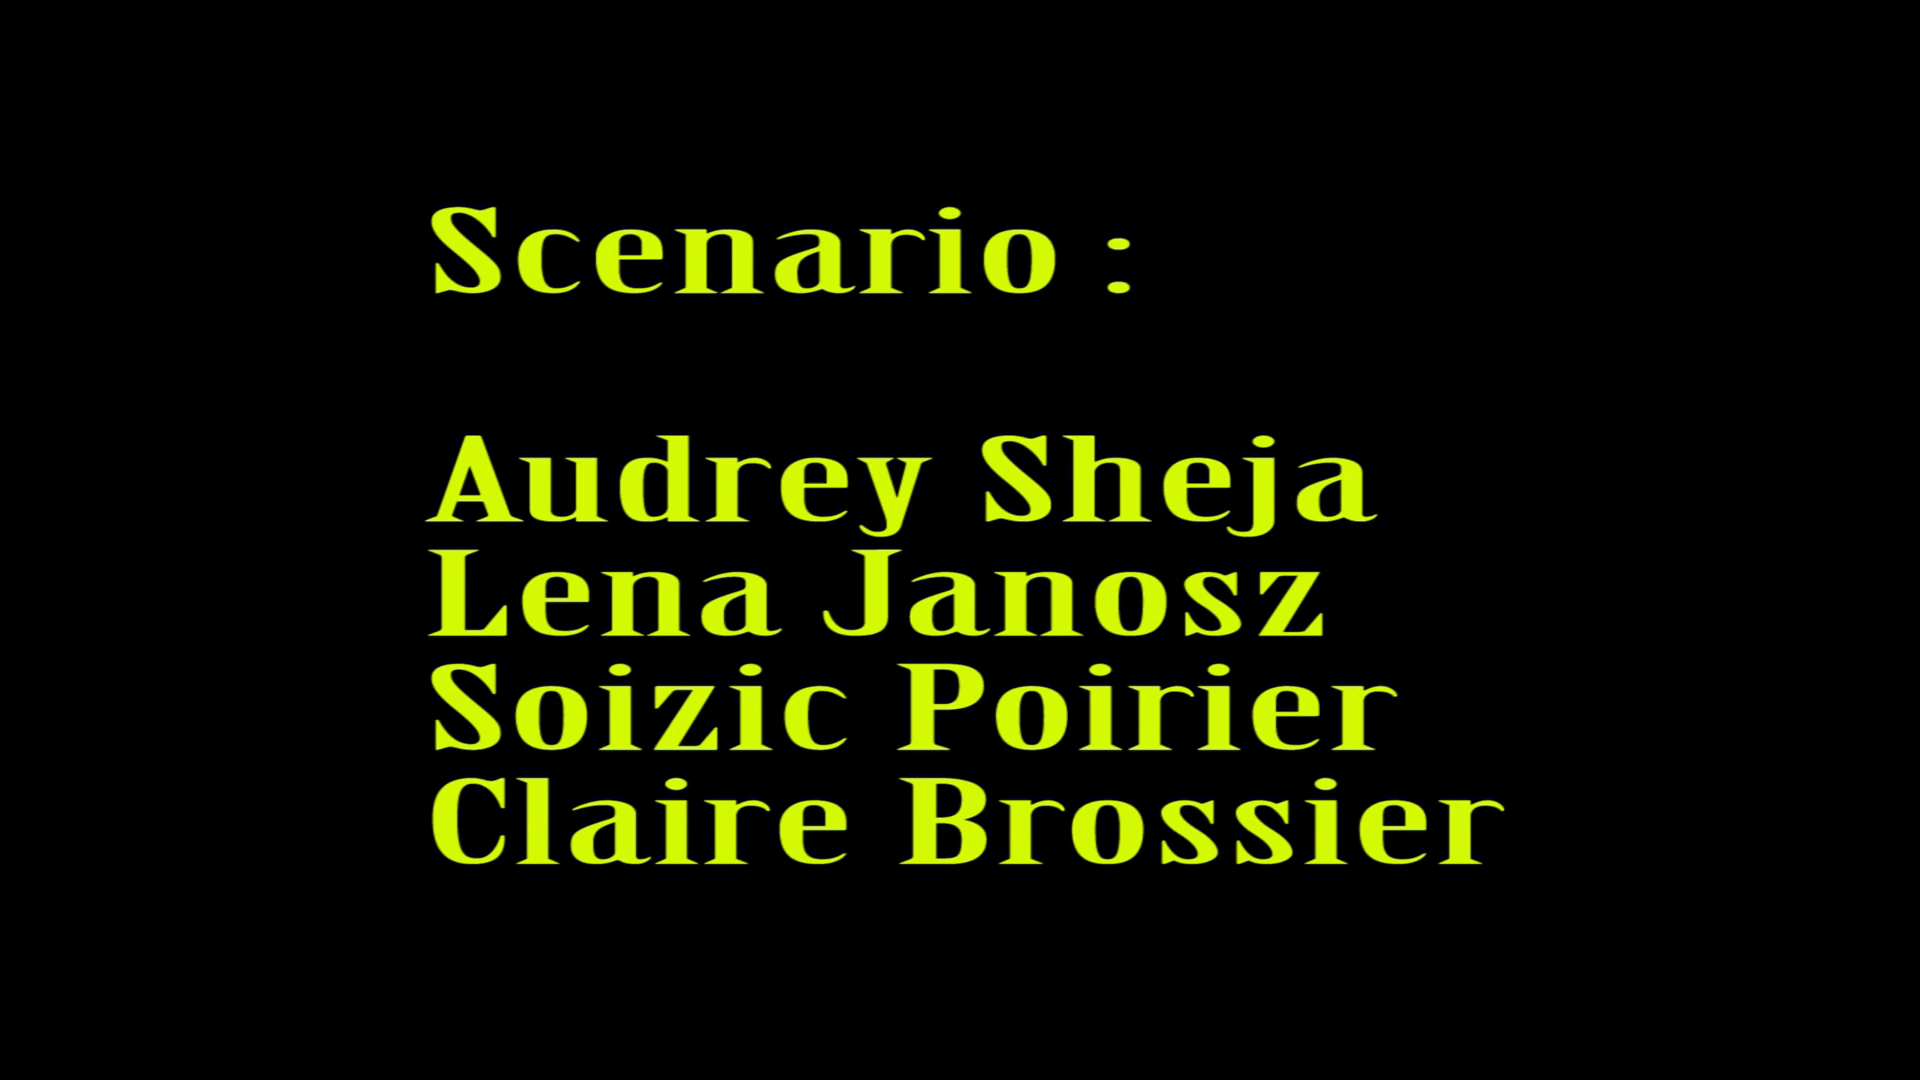 Scenario :
Audrey Sheja
Lena Janosz
Soizic Poirier
Claire Brossier